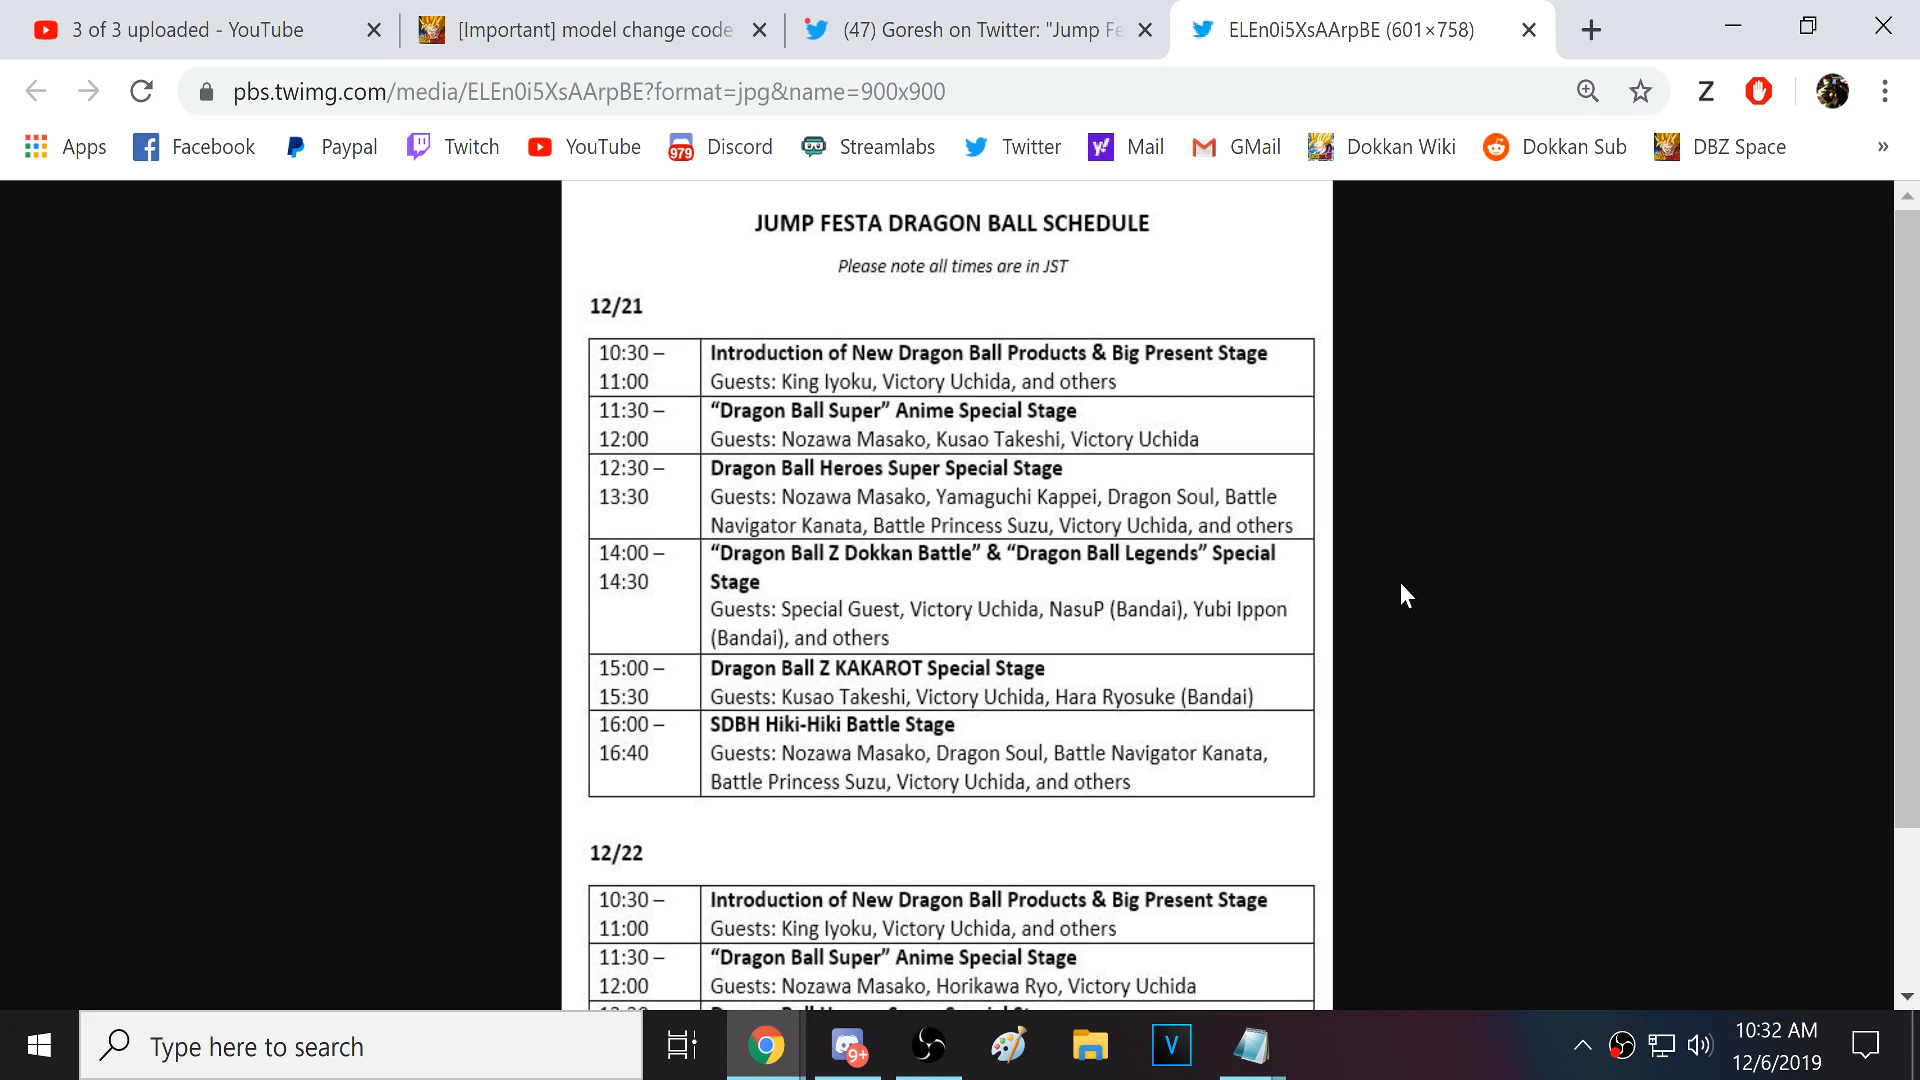 3 of 3 uploaded - YouTube
[Important] model change code
(47) Goresh on Twitter: "Jump Fe
ELEn0i5XsAArpBE (601×758)
pbs.twimg.com/media/ELEn0i5XsAArpBE?format=jpg&name=900x900
Z
Apps
Facebook
Paypal
Twitch
YouTube
979
Discord
Streamlabs
Twitter
y!
Mail
GMail
Dokkan Wiki
Dokkan Sub
DBZ Space
»
JUMP FESTA DRAGON BALL SCHEDULE
Please note all times are in JST
12/21
10:30 –
11:00
Introduction of New Dragon Ball Products & Big Present Stage
Guests: King Iyoku, Victory Uchida, and others
11:30 –
12:00
“Dragon Ball Super” Anime Special Stage
Guests: Nozawa Masako, Kusao Takeshi, Victory Uchida
12:30 –
13:30
Dragon Ball Heroes Super Special Stage
Guests: Nozawa Masako, Yamaguchi Kappei, Dragon Soul, Battle
Navigator Kanata, Battle Princess Suzu, Victory Uchida, and others
14:00 –
14:30
“Dragon Ball Z Dokkan Battle” & “Dragon Ball Legends” Special
Stage
Guests: Special Guest, Victory Uchida, NasuP (Bandai), Yubi Ippon
(Bandai), and others
15:00 –
15:30
Dragon Ball Z KAKAROT Special Stage
Guests: Kusao Takeshi, Victory Uchida, Hara Ryosuke (Bandai)
16:00 –
16:40
SDBH Hiki-Hiki Battle Stage
Guests: Nozawa Masako, Dragon Soul, Battle Navigator Kanata,
Battle Princess Suzu, Victory Uchida, and others
12/22
10:30 –
11:00
Introduction of New Dragon Ball Products & Big Present Stage
Guests: King Iyoku, Victory Uchida, and others
11:30 –
12:00
“Dragon Ball Super” Anime Special Stage
Guests: Nozawa Masako, Horikawa Ryo, Victory Uchida
Type here to search
9+
V
10:32 AM
12/6/2019